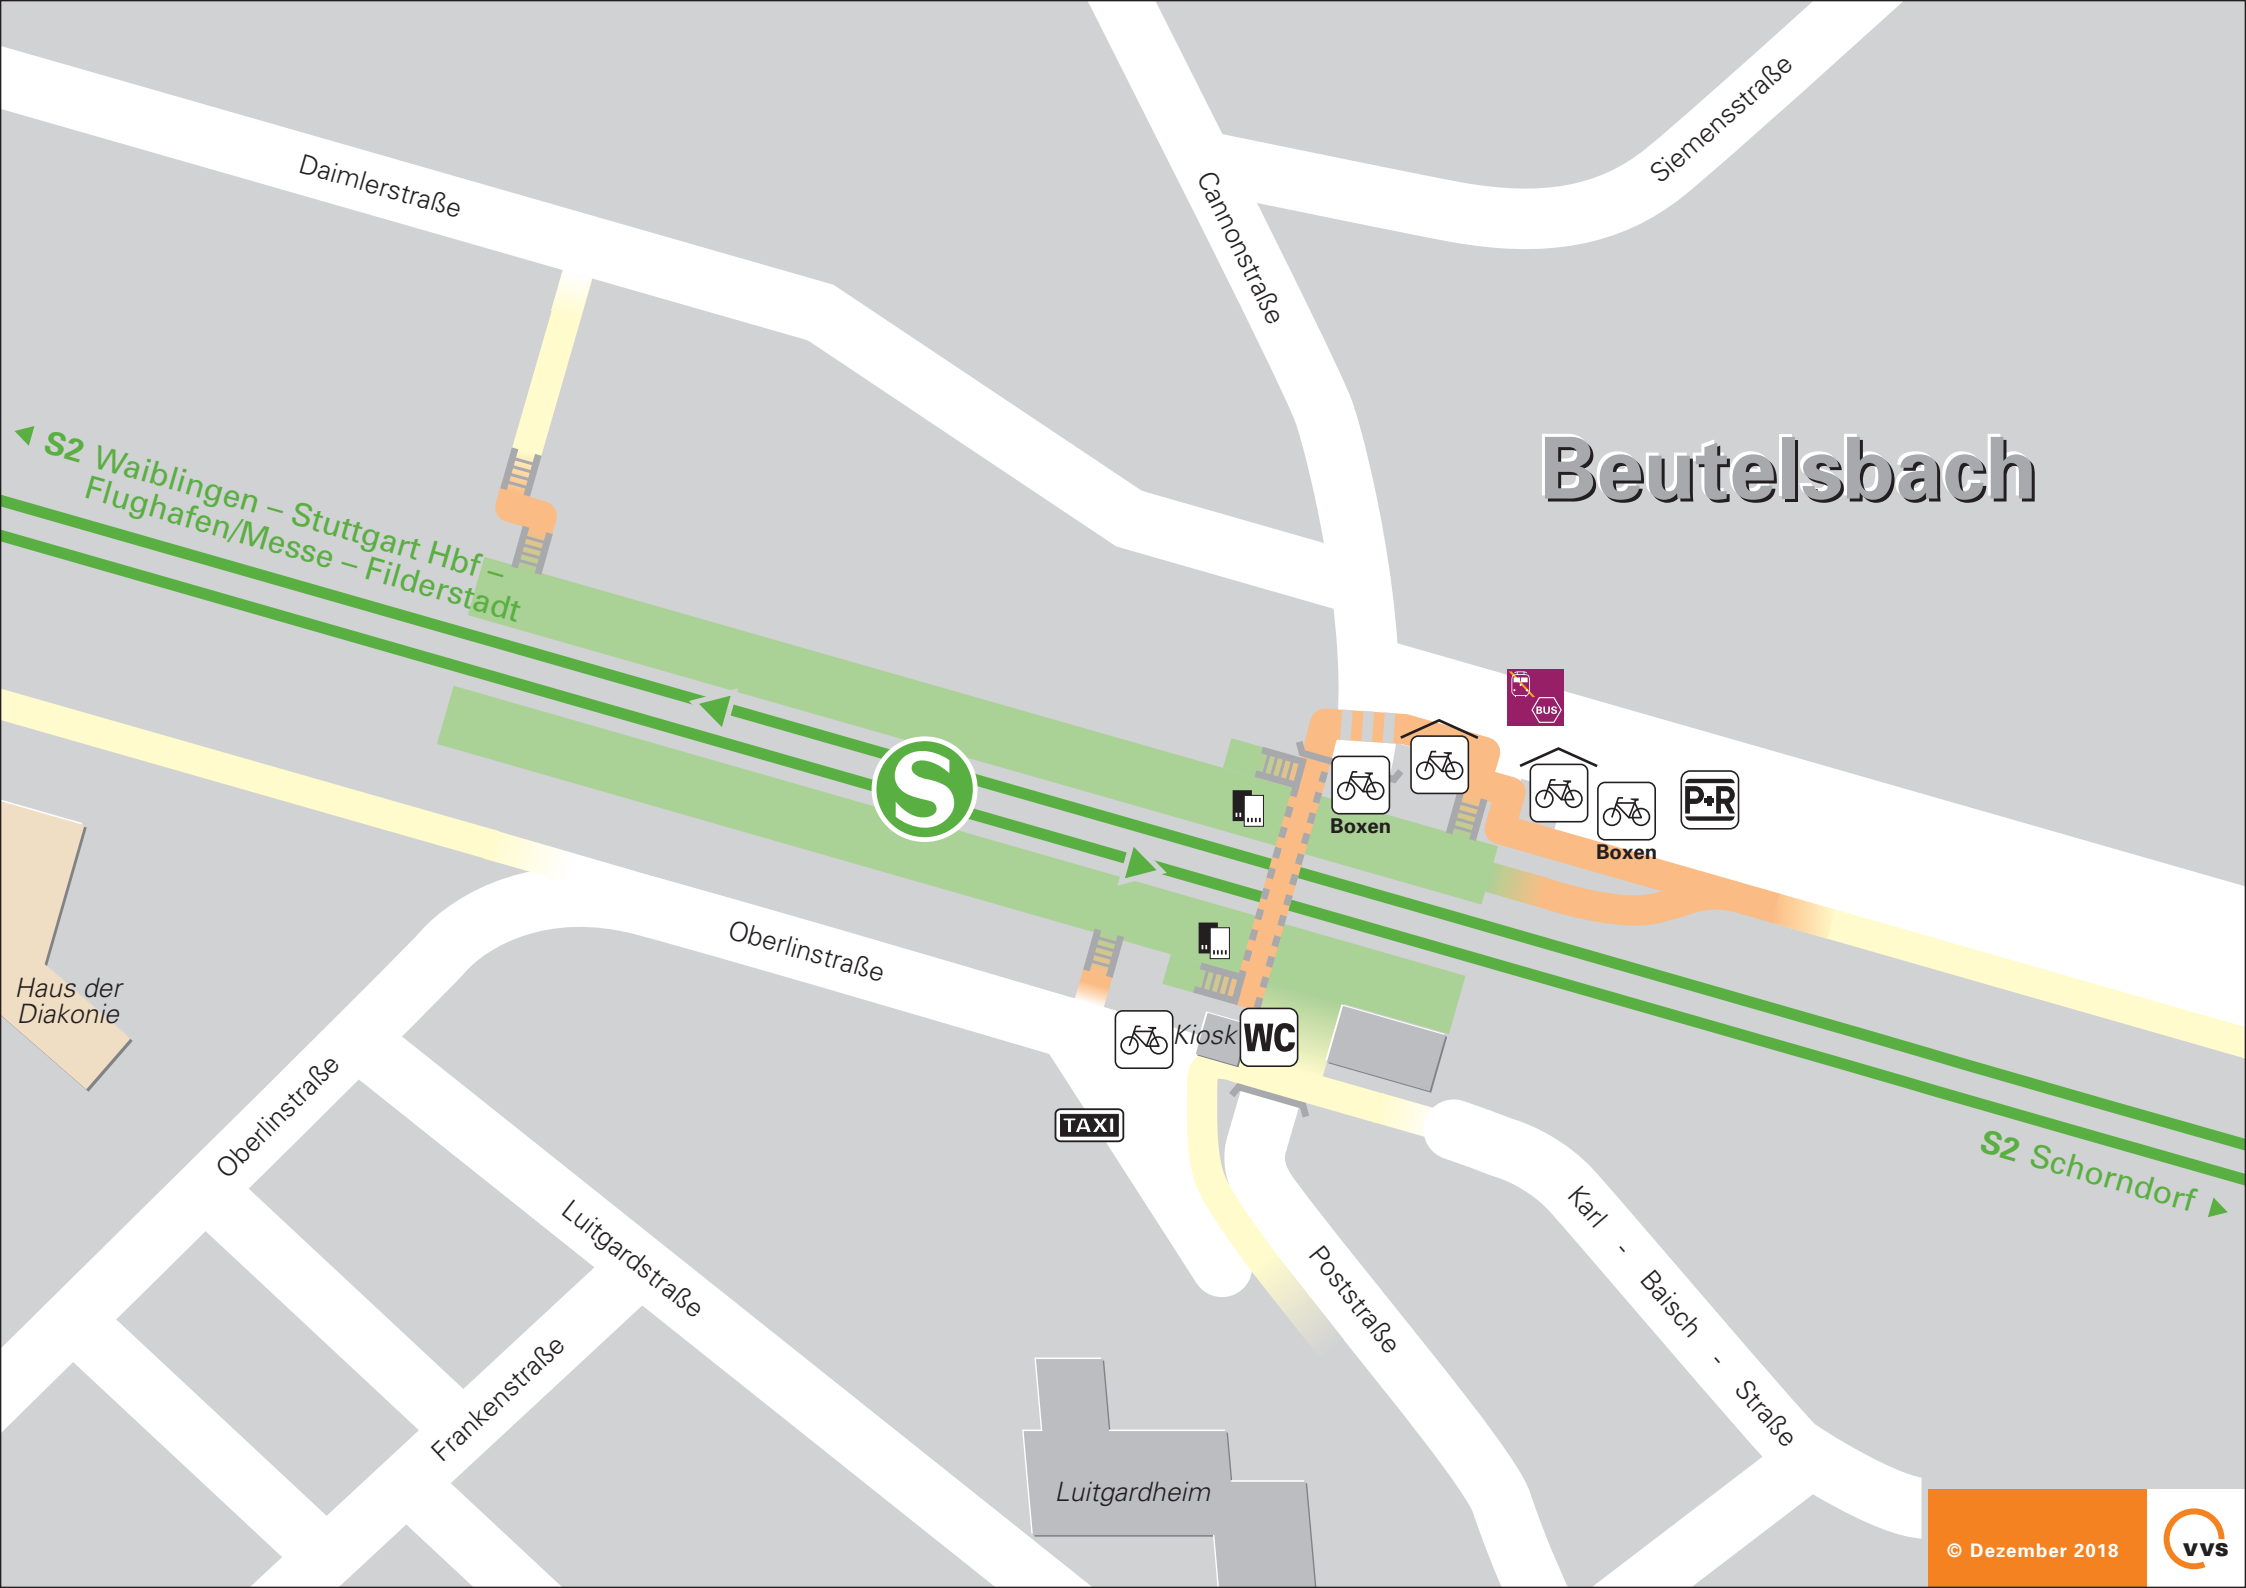 Siemensstraße
Daimlerstraße
Cannonstraße
Beutelsbach
S2 Waiblingen – Stuttgart Hbf –
Flughafen/Messe – Filderstadt
BUS
S
P+R
Boxen
Boxen
Oberlinstraße
Haus der
Diakonie
Kiosk
WC
TAXI
Oberlinstraße
S2 Schorndorf
Luitgardstraße
Poststraße
Karl - Baisch - Straße
Frankenstraße
Luitgardheim
© Dezember 2018
vvs